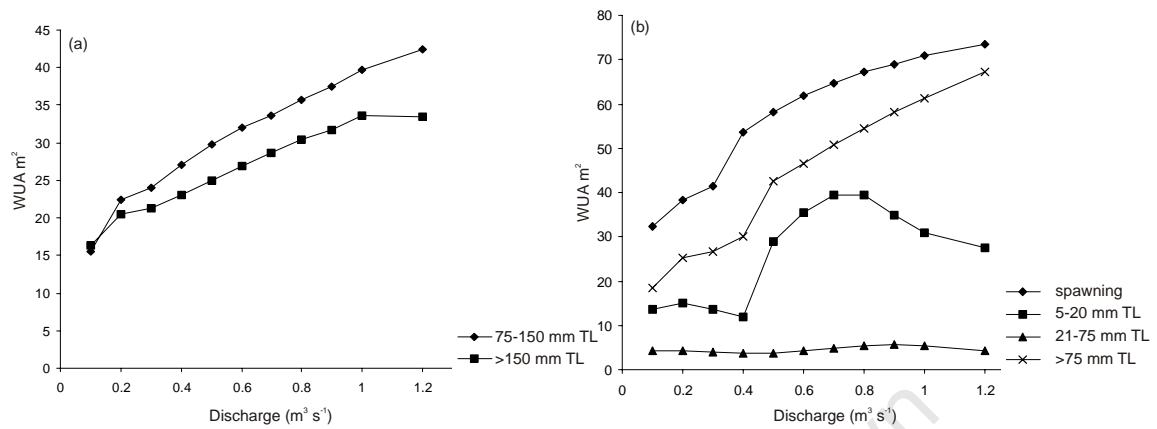 (a)
45
40
35
30
25
20
15
10
5
0
WUA m²
0 0.2 0.4 0.6 0.8 1 1.2
Discharge (m³ s⁻¹)
75-150 mm TL
>150 mm TL
(b)
80
70
60
50
40
30
20
10
0
WUA m²
0 0.2 0.4 0.6 0.8 1 1.2
Discharge (m³ s⁻¹)
spawning
5-20 mm TL
21-75 mm TL
>75 mm TL